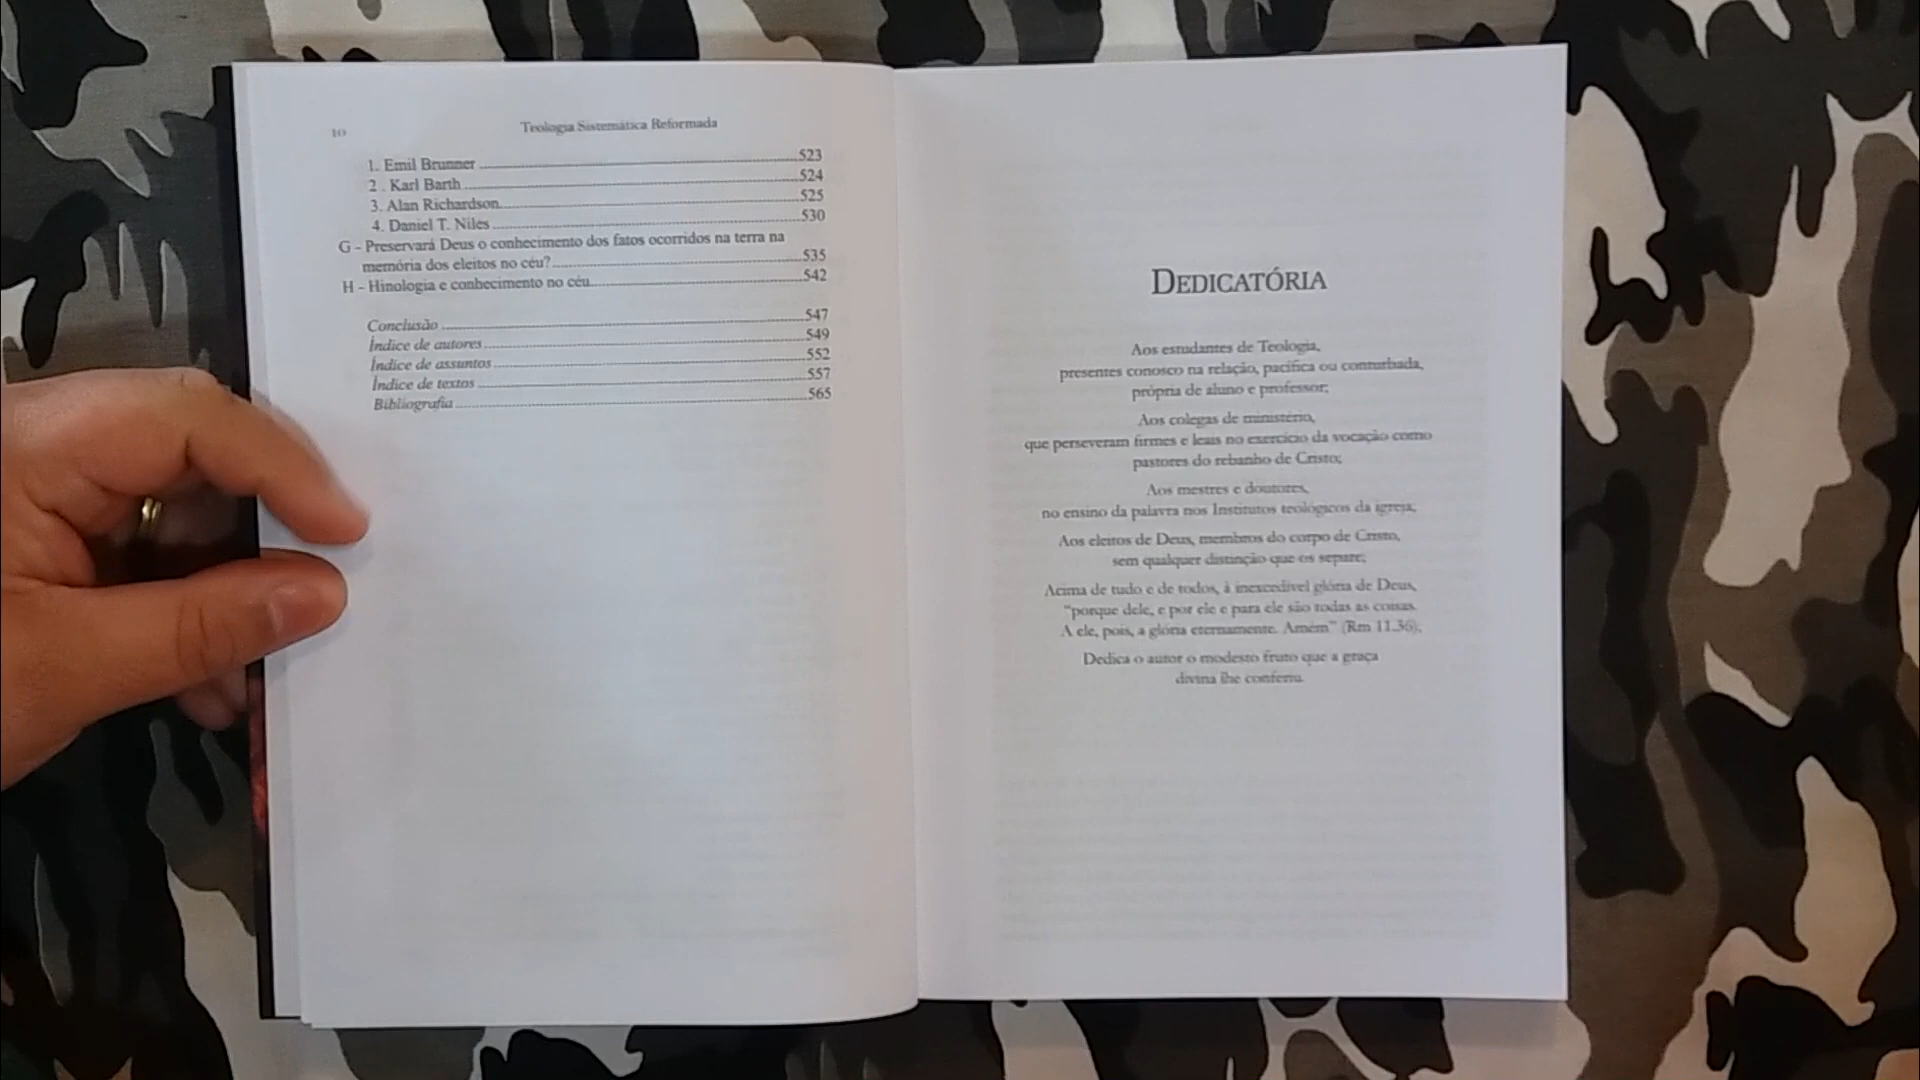 10
Teologia Sistemática Reformada
1. Emil Brunner 523
2 . Karl Barth 524
3. Alan Richardson 525
4. Daniel T. Niles 530
G - Preservará Deus o conhecimento dos fatos ocorridos na terra na
memória dos eleitos no céu? 535
H - Hinologia e conhecimento no céu 542
Conclusão 547
Índice de autores 549
Índice de assuntos 552
Índice de textos 557
Bibliografia 565
DEDICATÓRIA
Aos estudantes de Teologia,
presentes conosco na relação, pacífica ou conturbada,
própria de aluno e professor;
Aos colegas de ministério,
que perseveram firmes e leais no exercício da vocação como
pastores do rebanho de Cristo;
Aos mestres e doutores,
no ensino da palavra nos Institutos teológicos da igreja;
Aos eleitos de Deus, membros do corpo de Cristo,
sem qualquer distinção que os separe;
Acima de tudo e de todos, à inexcedível glória de Deus,
"porque dele, e por ele e para ele são todas as coisas.
A ele, pois, a glória eternamente. Amém" (Rm 11.36);
Dedica o autor o modesto fruto que a graça
divina lhe conferiu.